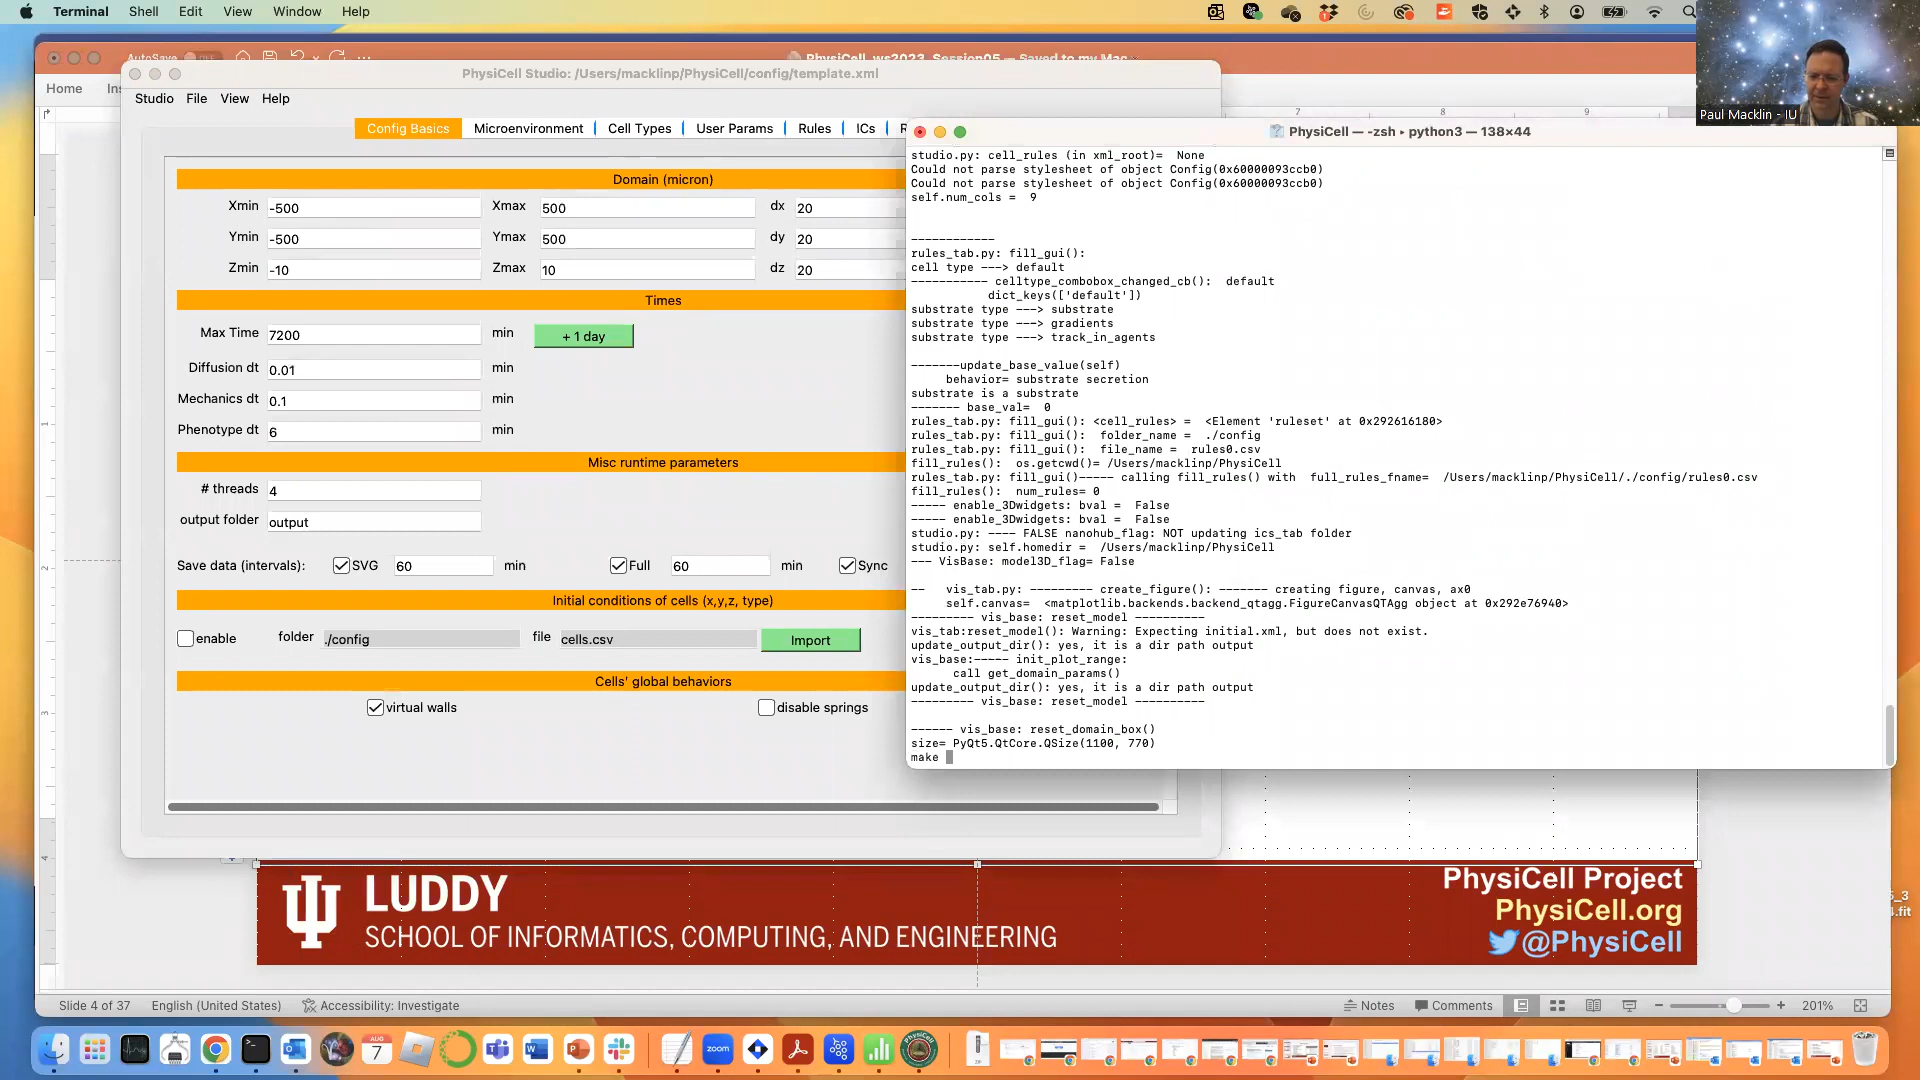 Terminal Shell Edit View Window Help
AutoSave OFF
PhysiCell_ws2023_Session05 — Saved to my Mac
Home
PhysiCell Studio: /Users/macklinp/PhysiCell/config/template.xml
Studio File View Help
Config Basics Microenvironment Cell Types User Params Rules ICs
Domain (micron)
Xmin -500 Xmax 500 dx 20
Ymin -500 Ymax 500 dy 20
Zmin -10 Zmax 10 dz 20
Times
Max Time 7200 min + 1 day
Diffusion dt 0.01 min
Mechanics dt 0.1 min
Phenotype dt 6 min
Misc runtime parameters
# threads 4
output folder output
Save data (intervals): SVG 60 min Full 60 min Sync
Initial conditions of cells (x,y,z, type)
enable folder ./config file cells.csv Import
Cells' global behaviors
virtual walls disable springs
7 8 9
Paul Macklin - IU
PhysiCell — -zsh ▸ python3 — 138×44
studio.py: cell_rules (in xml_root)= None
Could not parse stylesheet of object Config(0x60000093ccb0)
Could not parse stylesheet of object Config(0x60000093ccb0)
self.num_cols = 9
------------
rules_tab.py: fill_gui():
cell type ---> default
----------- celltype_combobox_changed_cb(): default
dict_keys(['default'])
substrate type ---> substrate
substrate type ---> gradients
substrate type ---> track_in_agents
-------update_base_value(self)
behavior= substrate secretion
substrate is a substrate
------- base_val= 0
rules_tab.py: fill_gui(): <cell_rules> = <Element 'ruleset' at 0x292616180>
rules_tab.py: fill_gui(): folder_name = ./config
rules_tab.py: fill_gui(): file_name = rules0.csv
fill_rules(): os.getcwd()= /Users/macklinp/PhysiCell
rules_tab.py: fill_gui()----- calling fill_rules() with full_rules_fname= /Users/macklinp/PhysiCell/./config/rules0.csv
fill_rules(): num_rules= 0
----- enable_3Dwidgets: bval = False
----- enable_3Dwidgets: bval = False
studio.py: ---- FALSE nanohub_flag: NOT updating ics_tab folder
studio.py: self.homedir = /Users/macklinp/PhysiCell
--- VisBase: model3D_flag= False
-- vis_tab.py: --------- create_figure(): ------- creating figure, canvas, ax0
self.canvas= <matplotlib.backends.backend_qtagg.FigureCanvasQTAgg object at 0x292e76940>
--------- vis_base: reset_model ----------
vis_tab:reset_model(): Warning: Expecting initial.xml, but does not exist.
update_output_dir(): yes, it is a dir path output
vis_base:----- init_plot_range:
call get_domain_params()
update_output_dir(): yes, it is a dir path output
--------- vis_base: reset_model ----------
------ vis_base: reset_domain_box()
size= PyQt5.QtCore.QSize(1100, 770)
make
LUDDY
SCHOOL OF INFORMATICS, COMPUTING, AND ENGINEERING
PhysiCell Project
PhysiCell.org
@PhysiCell
Slide 4 of 37 English (United States) Accessibility: Investigate Notes Comments 201%
AUG 7
zoom